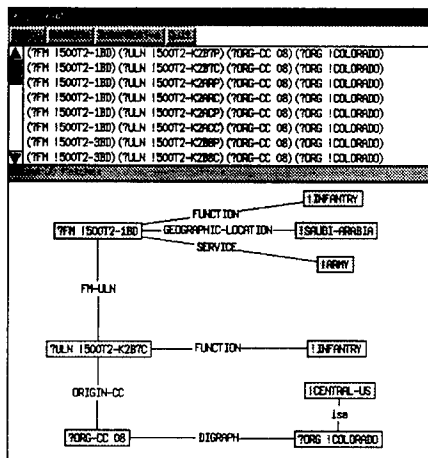 (?FM !500T2-1BD)(?ULN !500T2-K2B7P)(?ORG-CC 08)(?ORG !COLORADO)
(?FM !500T2-1BD)(?ULN !500T2-K2B7C)(?ORG-CC 08)(?ORG !COLORADO)
(?FM !500T2-1BD)(?ULN !500T2-K2AAP)(?ORG-CC 08)(?ORG !COLORADO)
(?FM !500T2-1BD)(?ULN !500T2-K2AAC)(?ORG-CC 08)(?ORG !COLORADO)
(?FM !500T2-1BD)(?ULN !500T2-K2ACP)(?ORG-CC 08)(?ORG !COLORADO)
(?FM !500T2-1BD)(?ULN !500T2-K2ACC)(?ORG-CC 08)(?ORG !COLORADO)
(?FM !500T2-3BD)(?ULN !500T2-K2B8P)(?ORG-CC 08)(?ORG !COLORADO)
(?FM !500T2-3BD)(?ULN !500T2-K2B8C)(?ORG-CC 08)(?ORG !COLORADO)
!INFANTRY
FUNCTION
?FM !500T2-1BD
GEOGRAPHIC-LOCATION
!SAUDI-ARABIA
SERVICE
!ARMY
FM-ULN
?ULN !500T2-K2B7C
FUNCTION
!INFANTRY
ORIGIN-CC
!CENTRAL-US
isa
?ORG-CC 08
DIGRAPH
?ORG !COLORADO